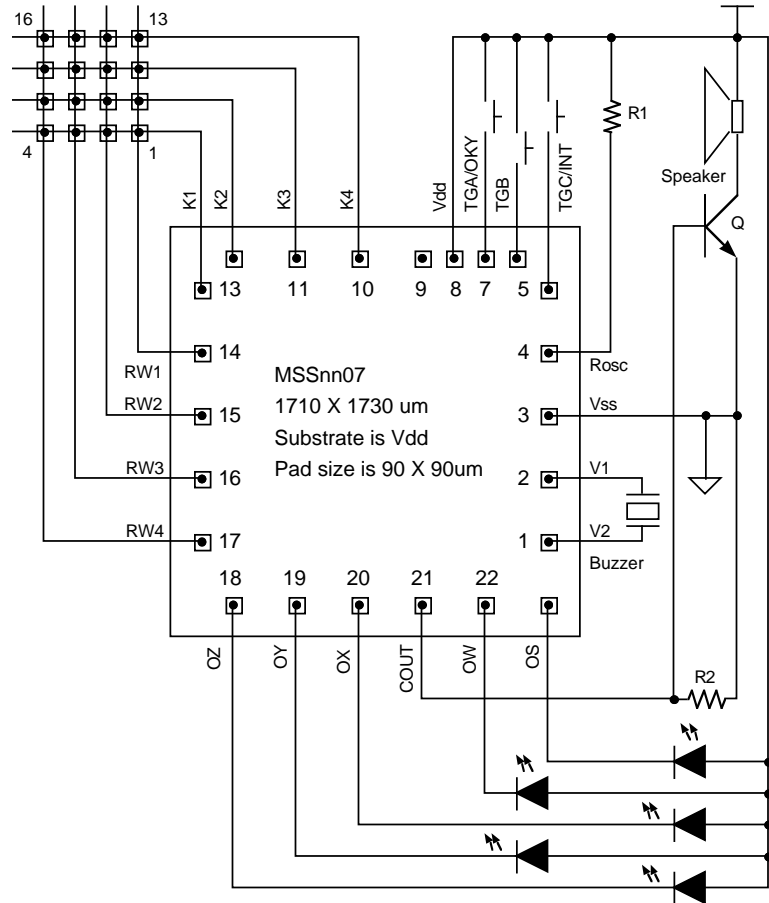 16
13
4
1
K1
K2
K3
K4
Vdd
TGA/OKY
TGB
TGC/INT
R1
Speaker
Q
13
11
10
9
8
7
5
14
4
RW1
Rosc
MSSnn07
1710 X 1730 um
Substrate is Vdd
Pad size is 90 X 90um
RW2
15
3
Vss
RW3
16
2
V1
RW4
17
1
V2
Buzzer
18
19
20
21
22
OZ
OY
OX
COUT
OW
OS
R2